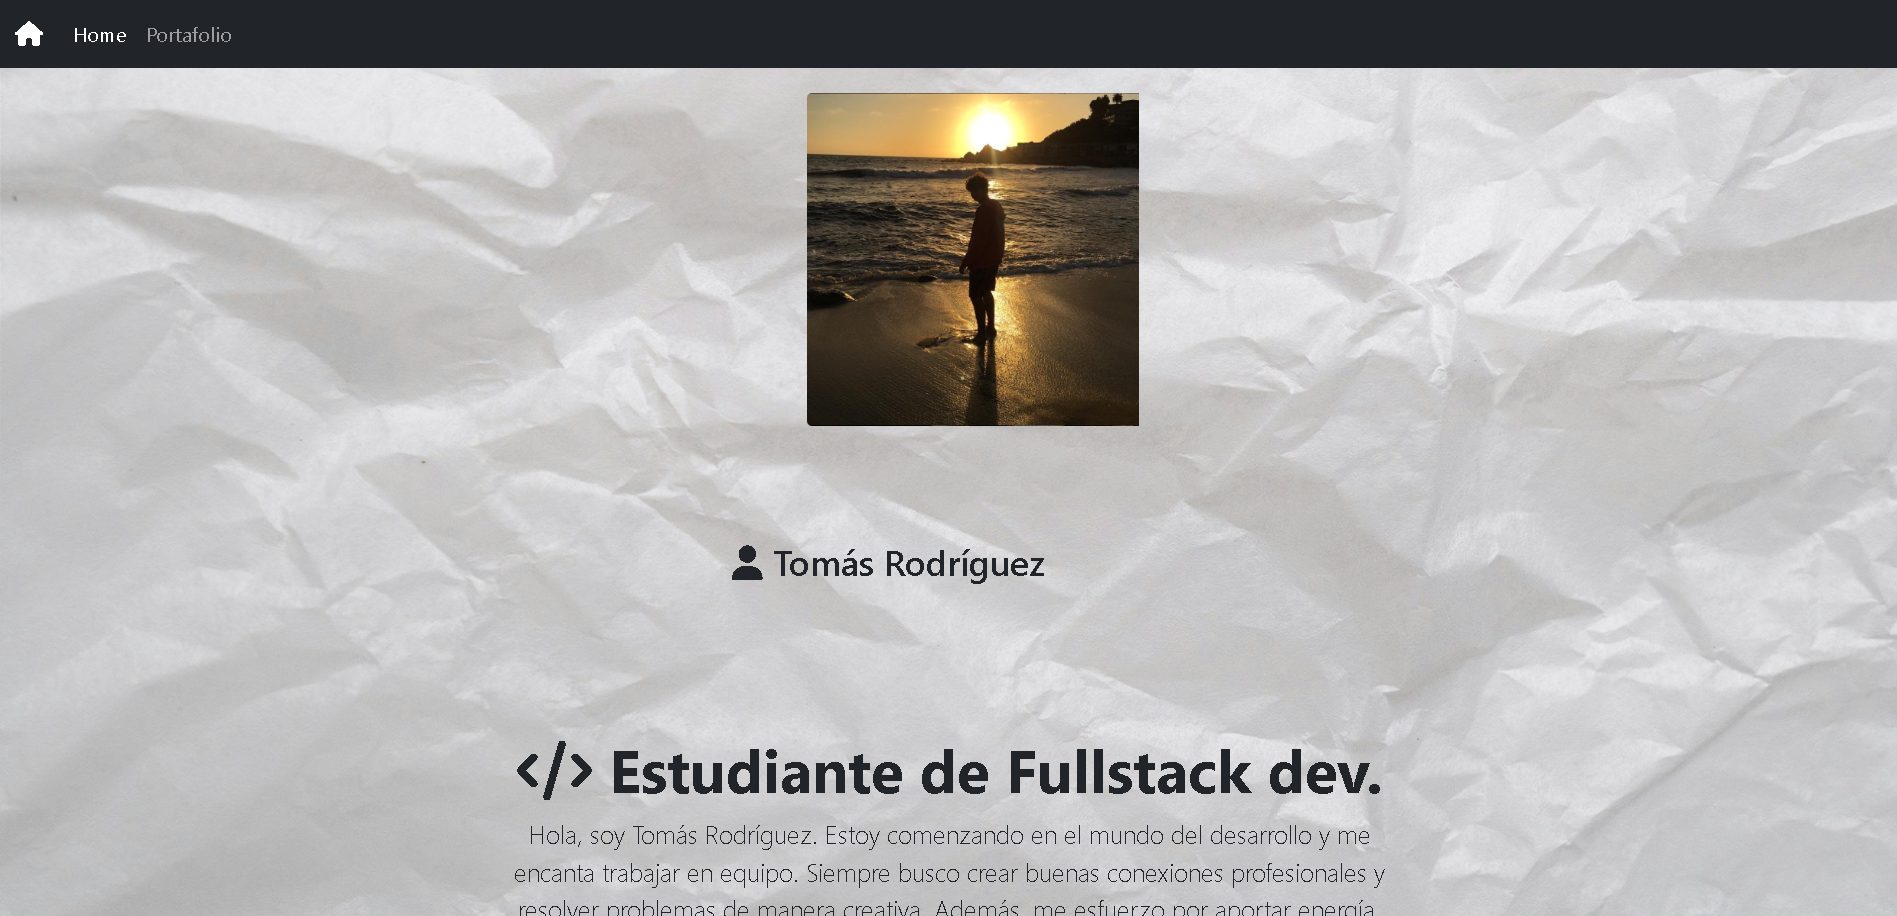 Home Portafolio
Tomás Rodríguez
</> Estudiante de Fullstack dev.
Hola, soy Tomás Rodríguez. Estoy comenzando en el mundo del desarrollo y me
encanta trabajar en equipo. Siempre busco crear buenas conexiones profesionales y
resolver problemas de manera creativa. Además, me esfuerzo por aportar energía